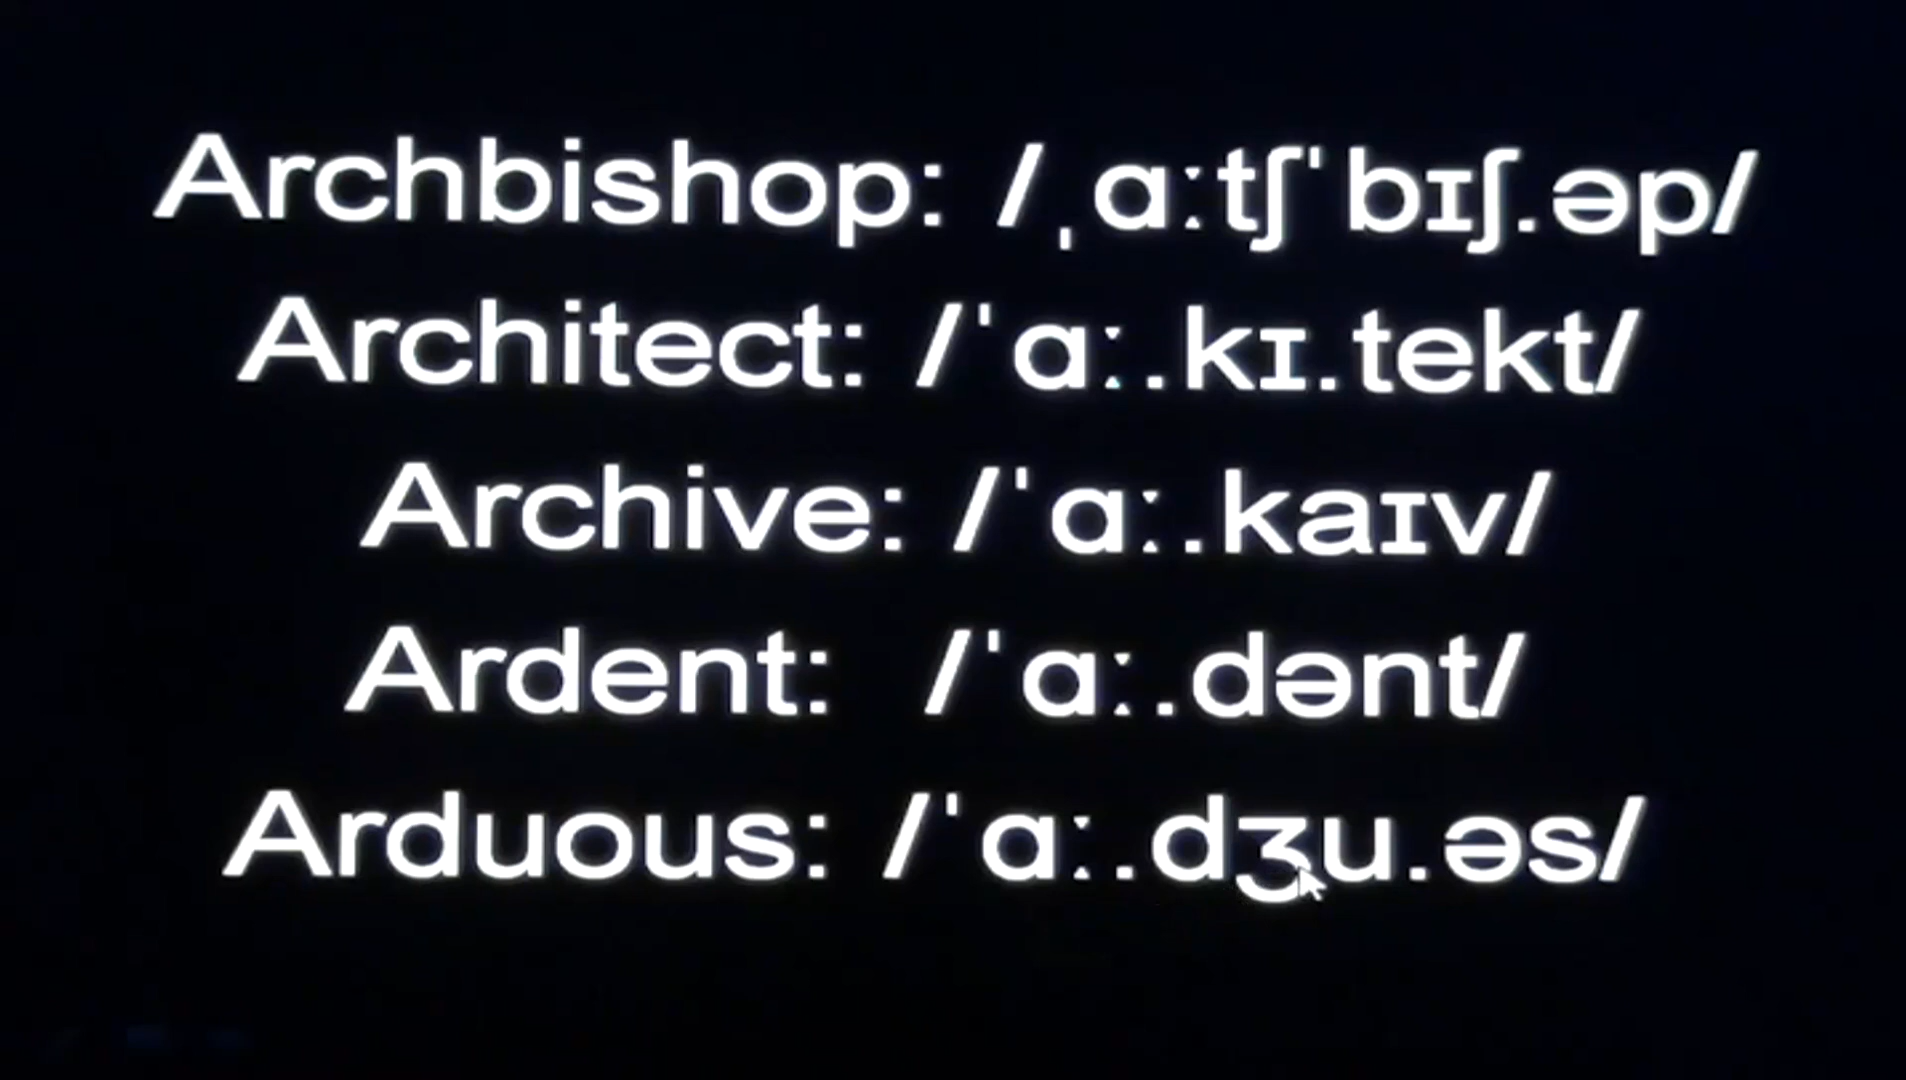 Archbishop: /ˌɑːtʃˈbɪʃ.əp/
Architect: /ˈɑː.kɪ.tekt/
Archive: /ˈɑː.kaɪv/
Ardent: /ˈɑː.dənt/
Arduous: /ˈɑː.dʒu.əs/